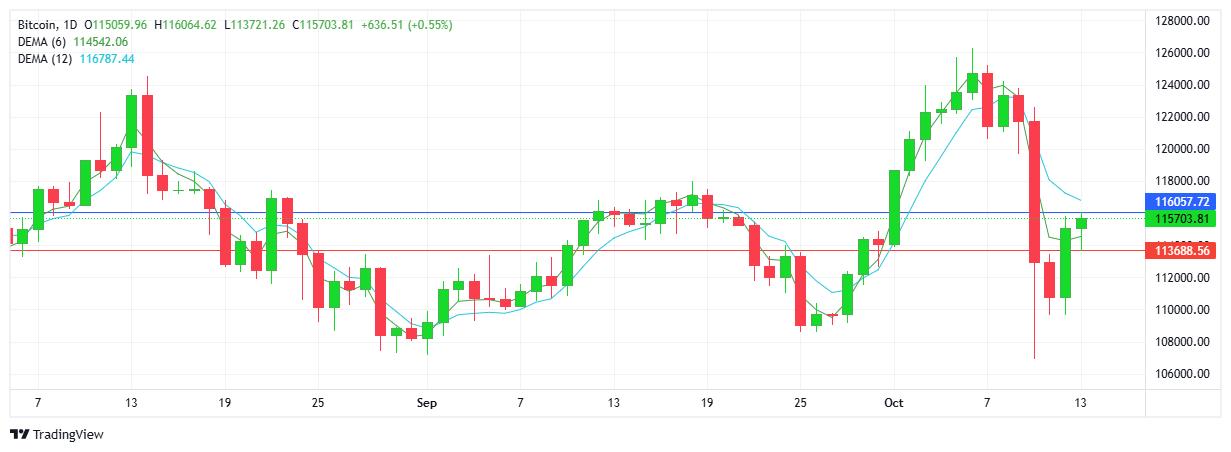 Bitcoin, 1D O115059.96 H116064.62 L113721.26 C115703.81 +636.51 (+0.55%)
DEMA (6) 114542.06
DEMA (12) 116787.44
128000.00
126000.00
124000.00
122000.00
120000.00
118000.00
116057.72
115703.81
113688.56
112000.00
110000.00
108000.00
106000.00
7 13 19 25 Sep 7 13 19 25 Oct 7 13
TradingView